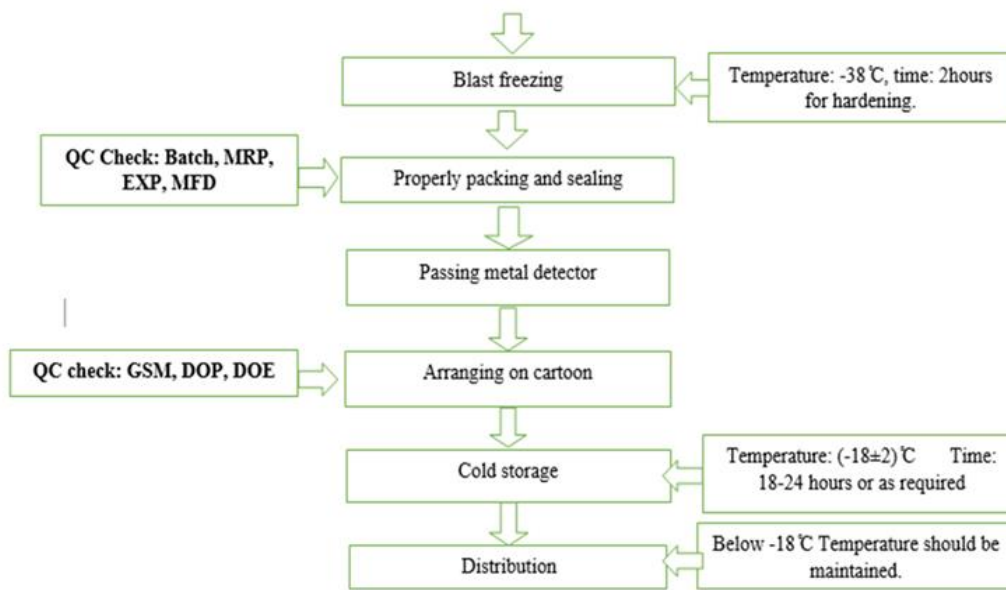 Blast freezing
Temperature: -38℃, time: 2hours
for hardening.
QC Check: Batch, MRP,
EXP, MFD
Properly packing and sealing
Passing metal detector
QC check: GSM, DOP, DOE
Arranging on cartoon
Cold storage
Temperature: (-18±2)℃ Time:
18-24 hours or as required
Distribution
Below -18℃ Temperature should be
maintained.